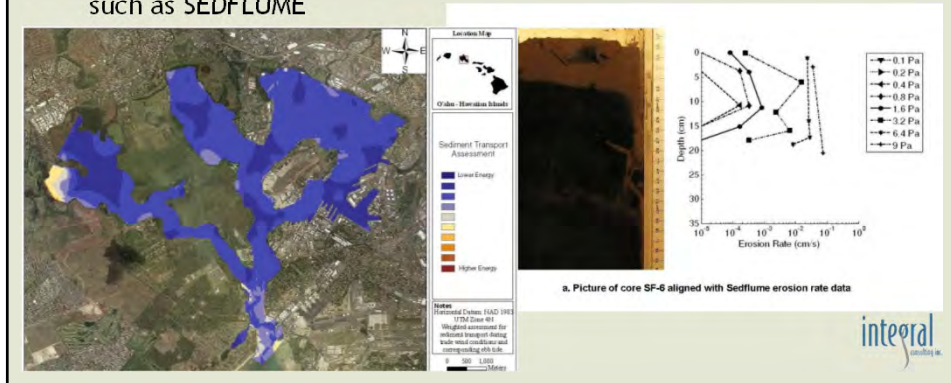 such as SEDFLUME
N
W E
S
Location Map
O'ahu - Hawaiian Islands
Sediment Transport
Assessment
Lower Energy
Higher Energy
Notes
Horizontal Datum: NAD 1983
UTM Zone 4N
Weighted assessment for
sediment transport during
trade wind conditions and
corresponding ebb tide.
0 500 1,000
Meters
0
5
10
15
20
25
30
35
Depth (cm)
10-5 10-4 10-3 10-2 10-1 100
Erosion Rate (cm/s)
0.1 Pa
0.2 Pa
0.4 Pa
0.8 Pa
1.6 Pa
3.2 Pa
6.4 Pa
9 Pa
a. Picture of core SF-6 aligned with Sedflume erosion rate data
integral
consulting inc.